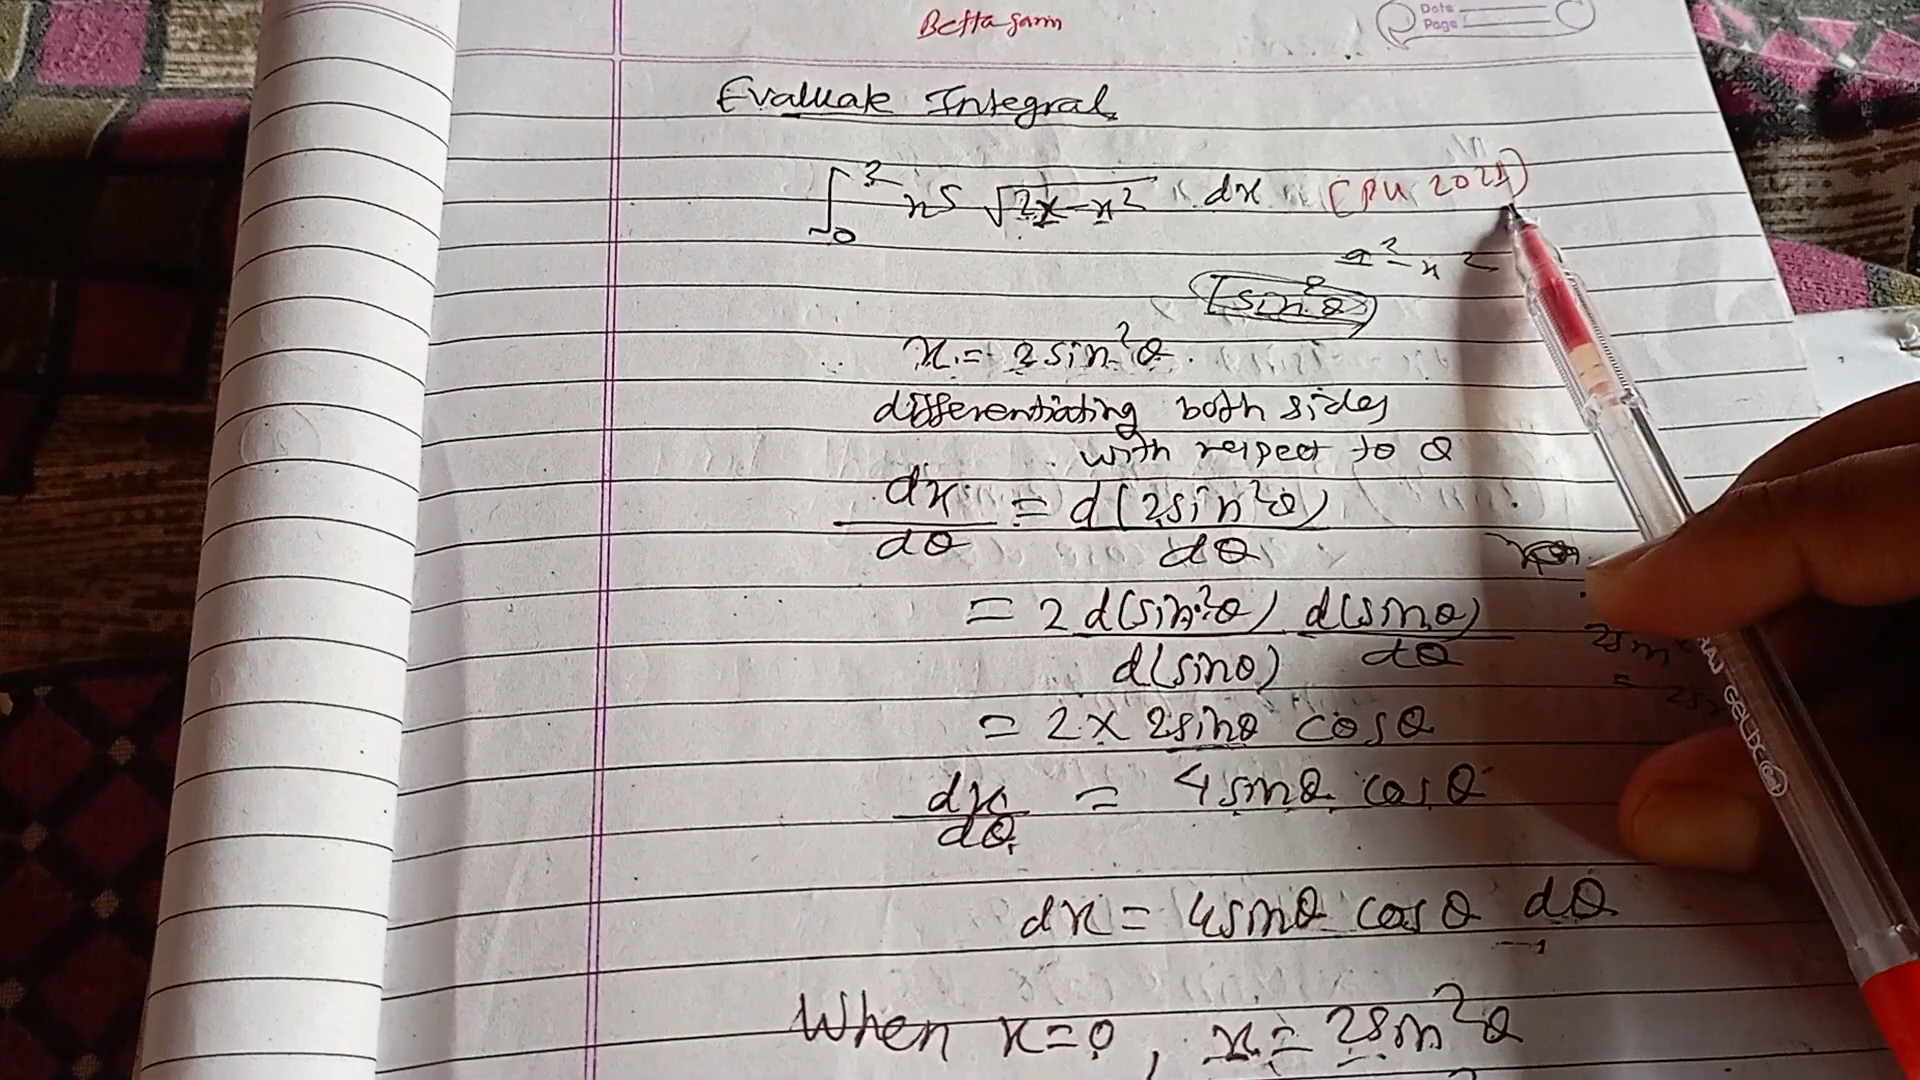 Betta gamm
Date
Page
Evaluate Integral
∫₀² x5 √2x-x² dx [PU 2021)
a²-x²
[sin²θ)
x = 2sin²θ
differentiating both sides
with respect to θ
dx/dθ = d(2sin²θ)/dθ
= 2 d(sin²θ)/d(sinθ) d(sinθ)/dθ
= 2 x 2sinθ cosθ
dx/dθ = 4sinθ cosθ
dx = 4sinθ cosθ dθ
When x=0, x = 2sin²θ